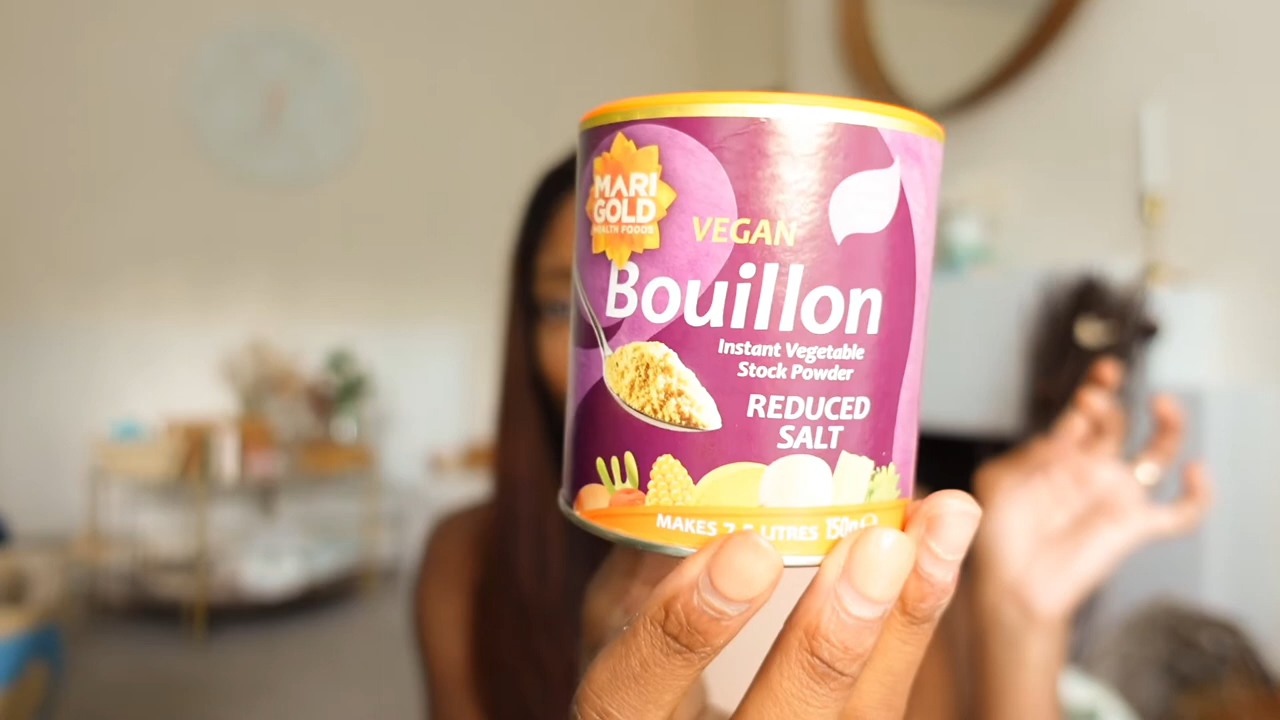 MARI
GOLD
HEALTH FOODS
VEGAN
Bouillon
Instant Vegetable
Stock Powder
REDUCED
SALT
MAKES LITRES 150g